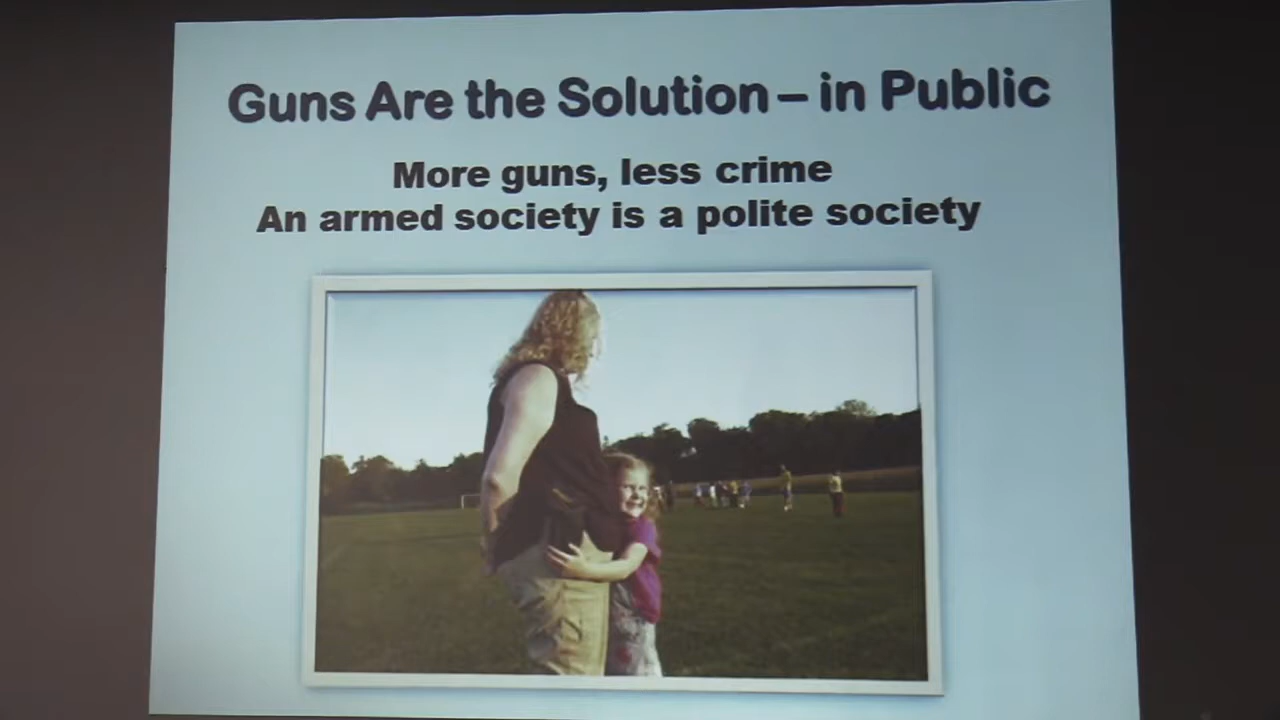 Guns Are the Solution – in Public
More guns, less crime
An armed society is a polite society